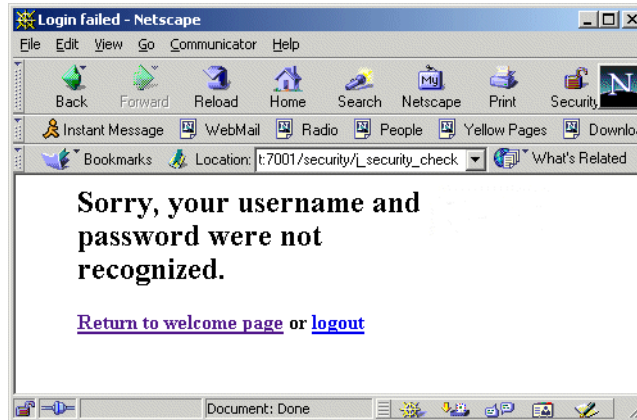 Login failed - Netscape
File Edit View Go Communicator Help
Back Forward Reload Home Search Netscape Print Security
Instant Message WebMail Radio People Yellow Pages Downlo
Bookmarks Location: t:7001/security/j_security_check What's Related
Sorry, your username and
password were not
recognized.
Return to welcome page or logout
Document: Done